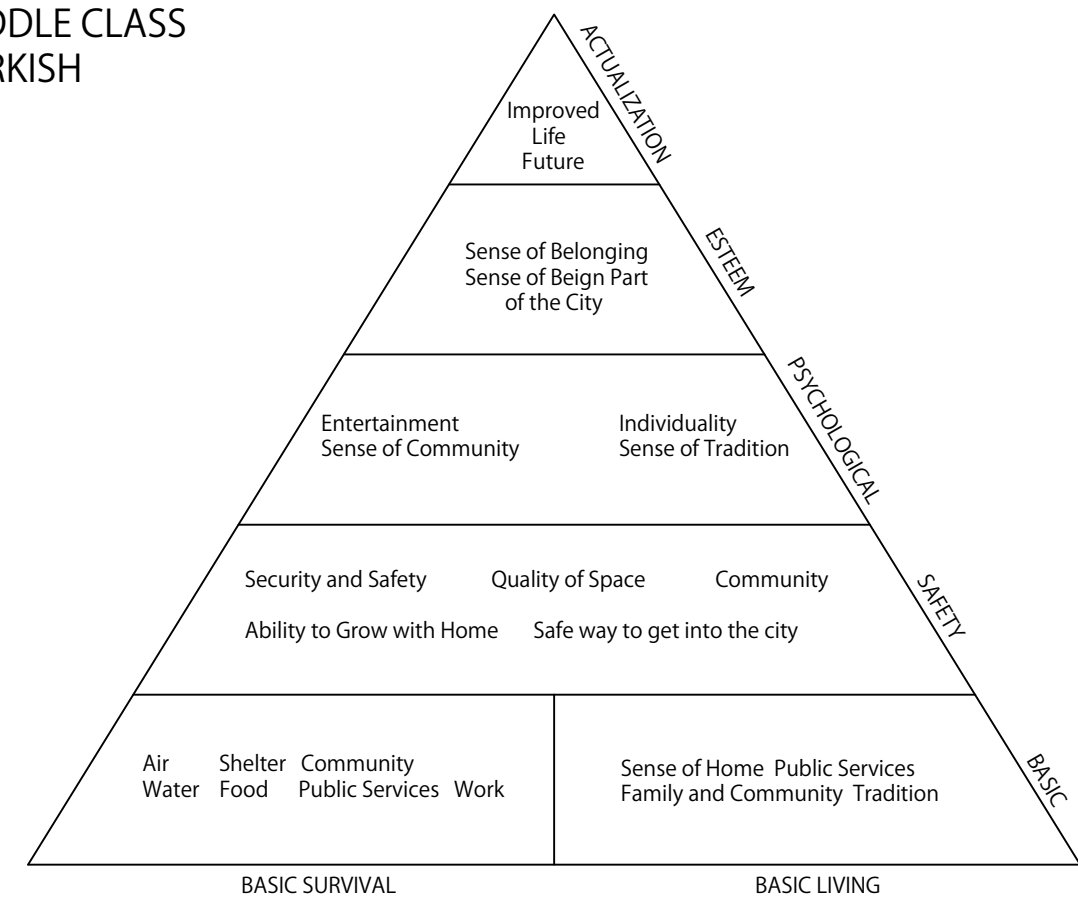 DDLE CLASS
RKISH
ACTUALIZATION
Improved
Life
Future
ESTEEM
Sense of Belonging
Sense of Beign Part
of the City
PSYCHOLOGICAL
Entertainment Individuality
Sense of Community Sense of Tradition
SAFETY
Security and Safety Quality of Space Community
Ability to Grow with Home Safe way to get into the city
BASIC
Air Shelter Community
Water Food Public Services Work
Sense of Home Public Services
Family and Community Tradition
BASIC SURVIVAL BASIC LIVING